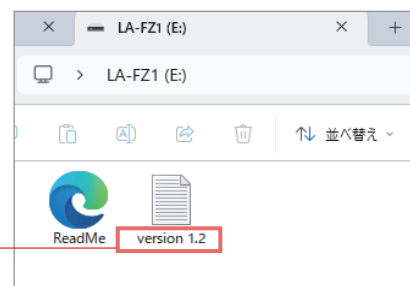 LA-FZ1 (E:)
LA-FZ1 (E:)
並べ替え
ReadMe
version 1.2